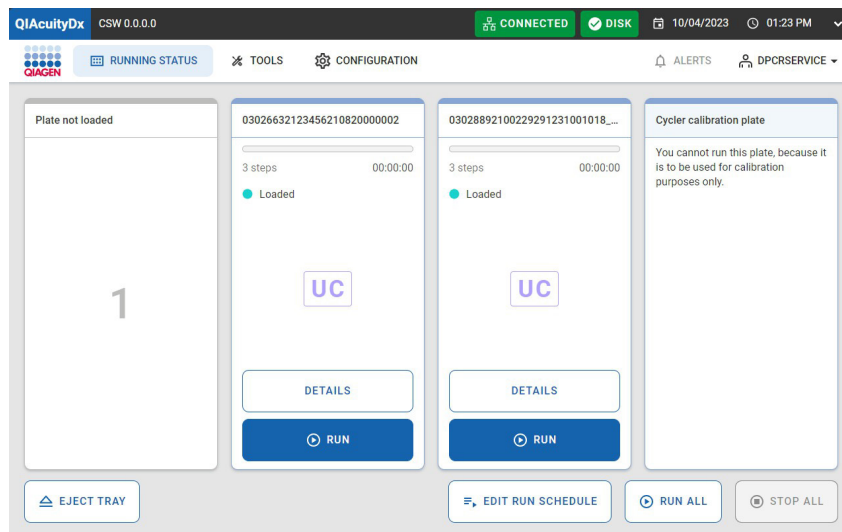 QIAcuityDx CSW 0.0.0.0 CONNECTED DISK 10/04/2023 01:23 PM
QIAGEN RUNNING STATUS TOOLS CONFIGURATION ALERTS DPCRSERVICE
Plate not loaded
1
03026632123456210820000002
3 steps 00:00:00
Loaded
UC
DETAILS
RUN
03028892100229291231001018_...
3 steps 00:00:00
Loaded
UC
DETAILS
RUN
Cycler calibration plate
You cannot run this plate, because it
is to be used for calibration
purposes only.
EJECT TRAY EDIT RUN SCHEDULE RUN ALL STOP ALL